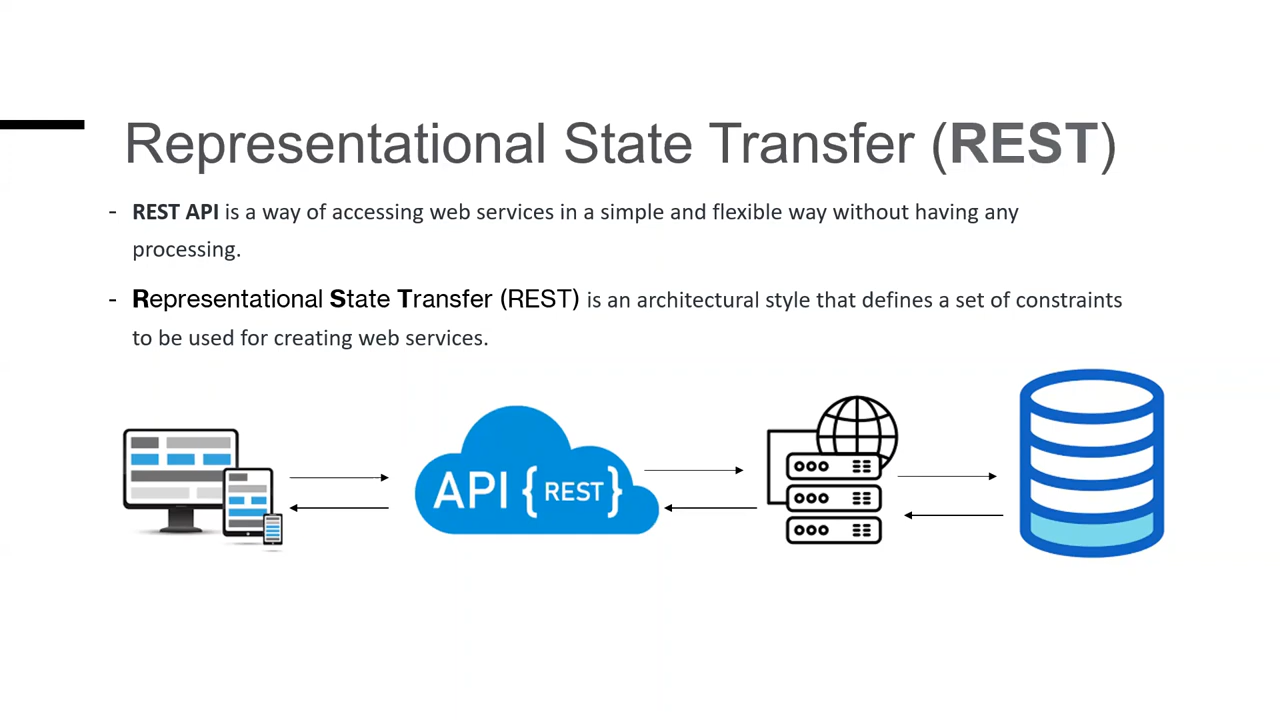 Representational State Transfer (REST)
- REST API is a way of accessing web services in a simple and flexible way without having any
processing.
- Representational State Transfer (REST) is an architectural style that defines a set of constraints
to be used for creating web services.
API {REST}